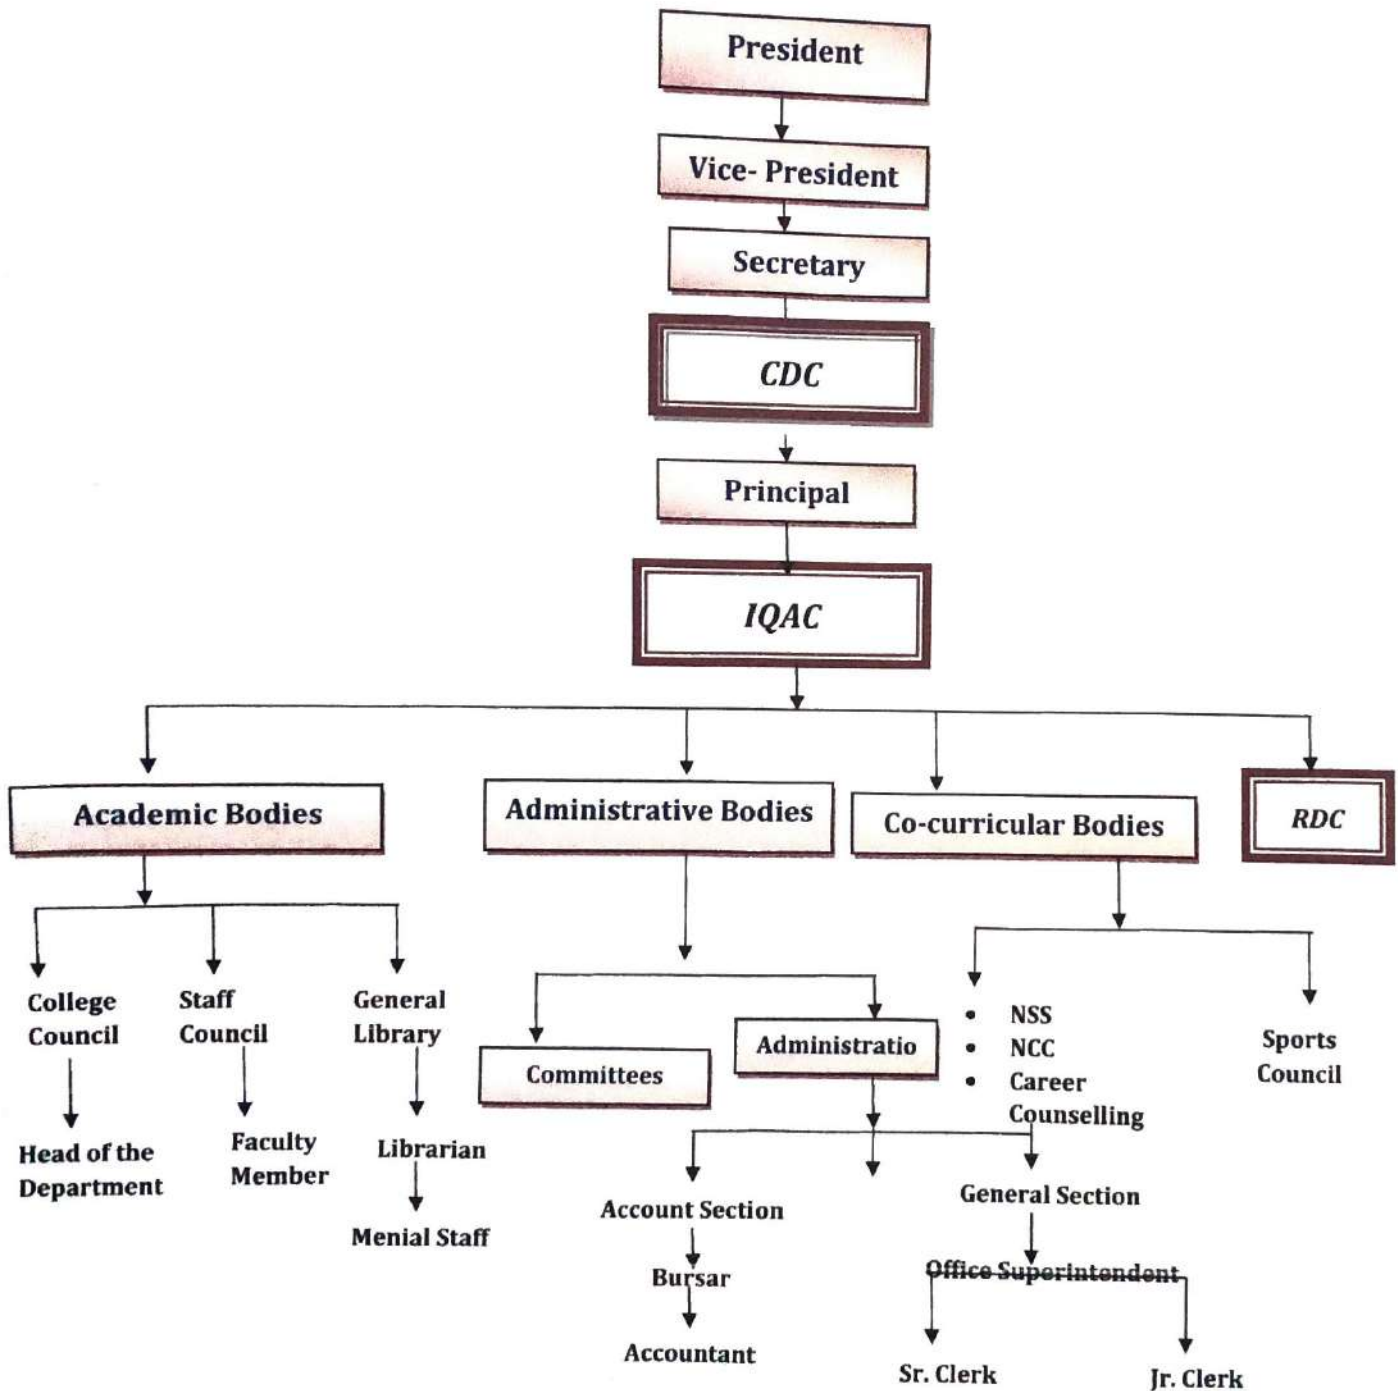 President
Vice- President
Secretary
CDC
Principal
IQAC
Academic Bodies
Administrative Bodies
Co-curricular Bodies
RDC
College
Council
Staff
Council
General
Library
Head of the
Department
Faculty
Member
Librarian
Menial Staff
Committees
Administratio
• NSS
• NCC
• Career
Counselling
Sports
Council
Account Section
Bursar
Accountant
General Section
Office Superintendent
Sr. Clerk
Jr. Clerk